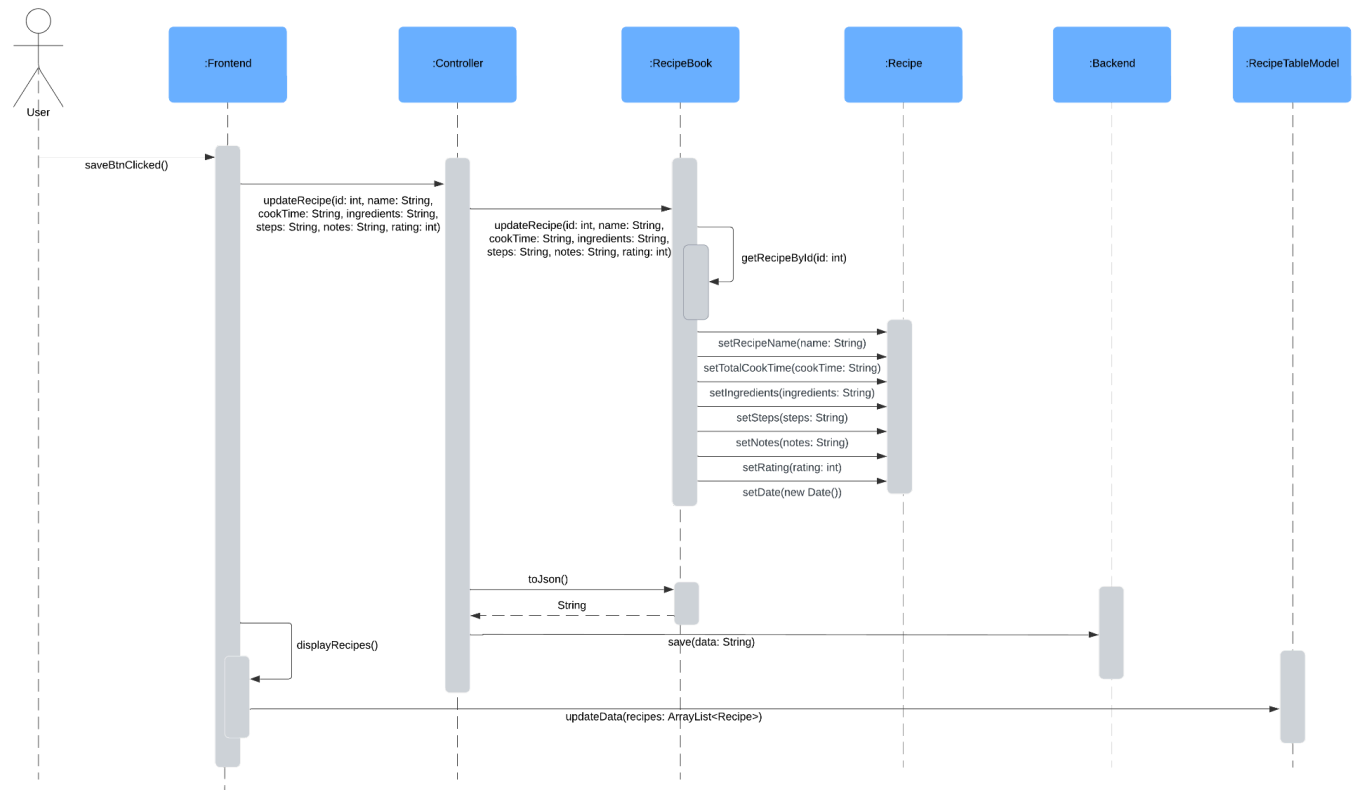 :Frontend
:Controller
:RecipeBook
:Recipe
:Backend
:RecipeTableModel
User
saveBtnClicked()
updateRecipe(id: int, name: String,
cookTime: String, ingredients: String,
steps: String, notes: String, rating: int)
updateRecipe(id: int, name: String,
cookTime: String, ingredients: String,
steps: String, notes: String, rating: int)
getRecipeById(id: int)
setRecipeName(name: String)
setTotalCookTime(cookTime: String)
setIngredients(ingredients: String)
setSteps(steps: String)
setNotes(notes: String)
setRating(rating: int)
setDate(new Date())
toJson()
String
save(data: String)
displayRecipes()
updateData(recipes: ArrayList<Recipe>)